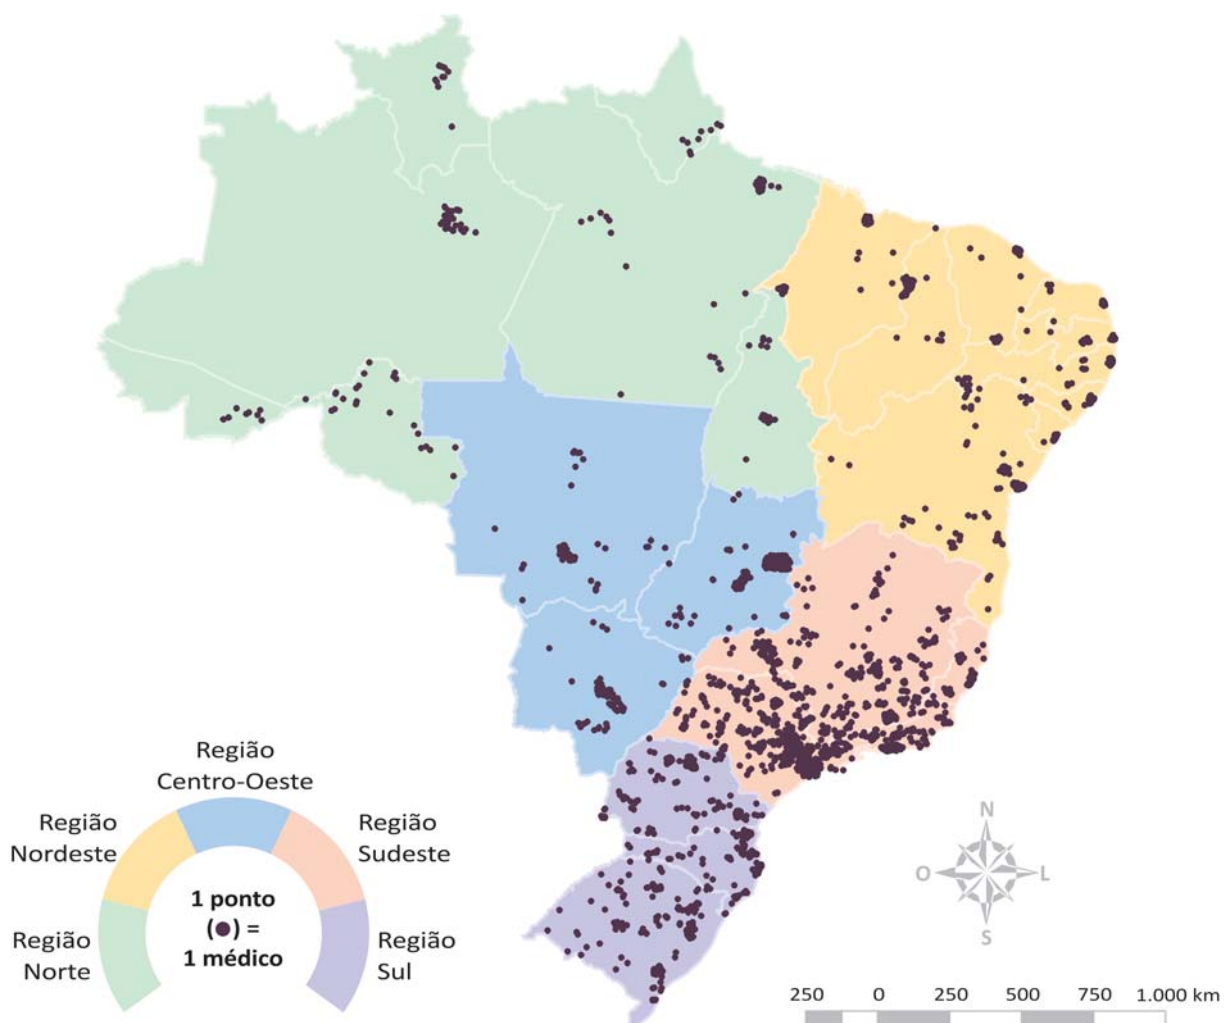 Região
Centro-Oeste
Região
Nordeste
Região
Sudeste
1 ponto
(●) =
1 médico
Região
Norte
Região
Sul
N
O
L
S
250
0
250
500
750
1.000 km